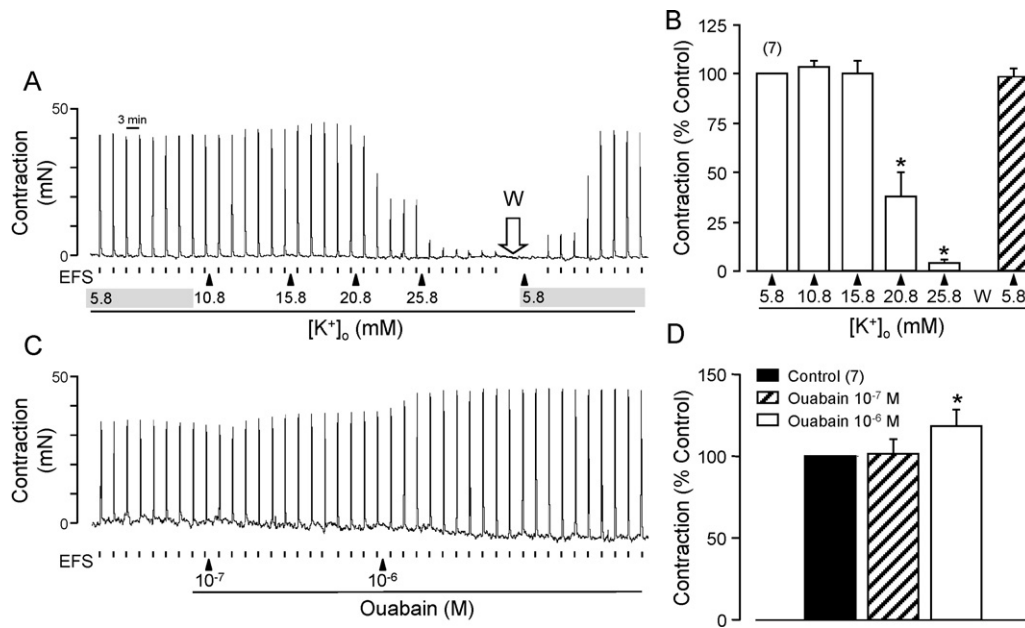 A
50
Contraction
(mN)
0
3 min
W
EFS
5.8 10.8 15.8 20.8 25.8 5.8
[K+]o (mM)
B
(7)
125
100
75
50
25
0
Contraction (% Control)
* *
5.8 10.8 15.8 20.8 25.8 W 5.8
[K+]o (mM)
C
50
Contraction
(mN)
0
EFS
10-7 10-6
Ouabain (M)
D
150
100
50
0
Contraction (% Control)
Control (7)
Ouabain 10-7 M
Ouabain 10-6 M
*